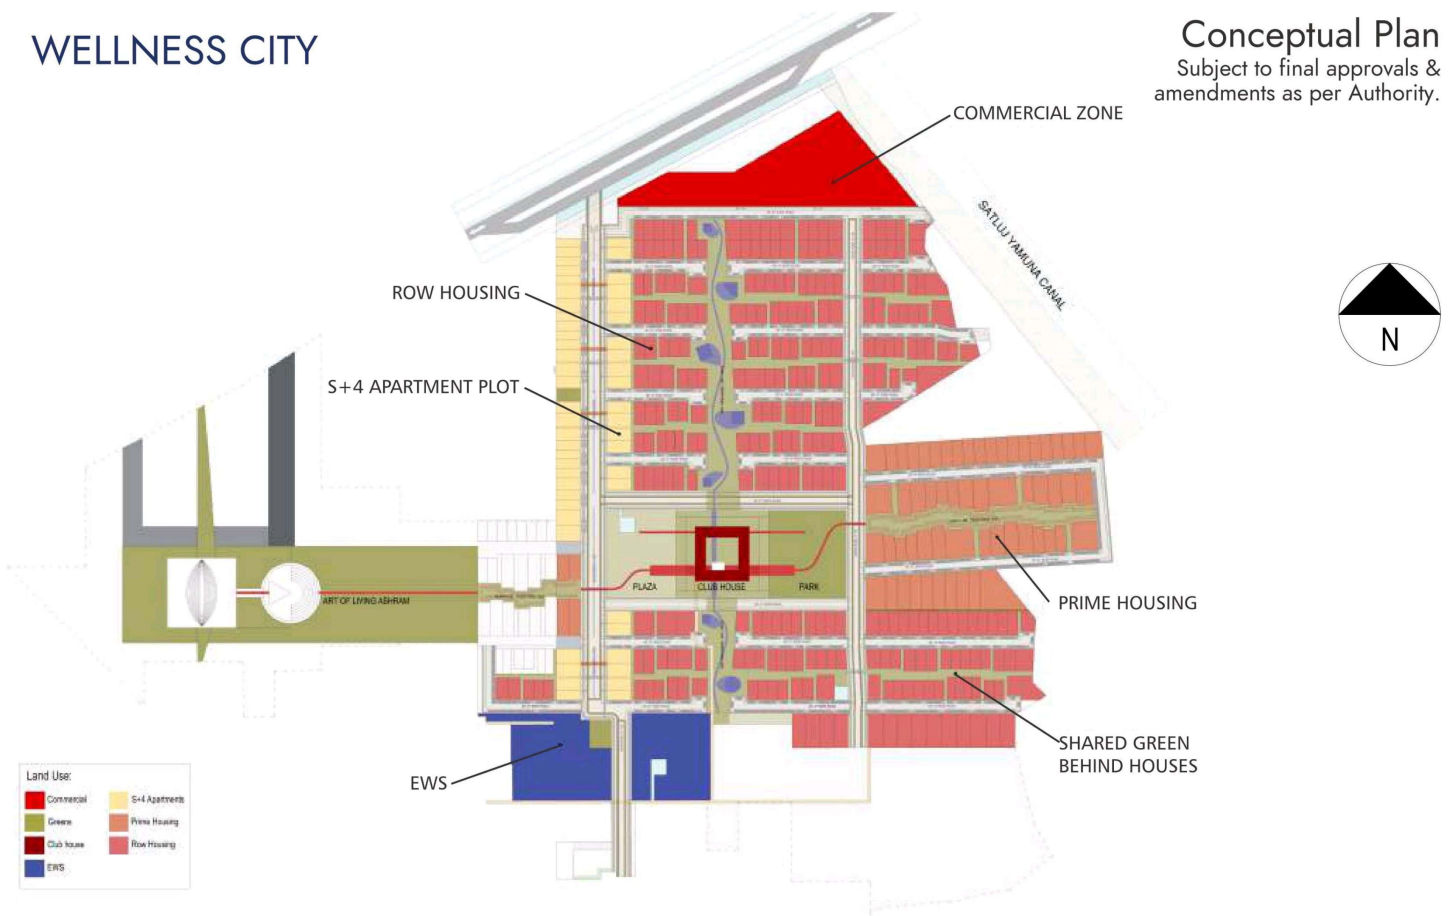 WELLNESS CITY
Conceptual Plan
Subject to final approvals &
amendments as per Authority.
COMMERCIAL ZONE
SATLUJ YAMUNA CANAL
ROW HOUSING
N
S+4 APARTMENT PLOT
PLAZA
CLUB HOUSE
PARK
ART OF LIVING ASHRAM
PRIME HOUSING
SHARED GREEN
BEHIND HOUSES
EWS
Land Use:
Commercial
Greens
Club house
EWS
S+4 Apartments
Prime Housing
Row Housing